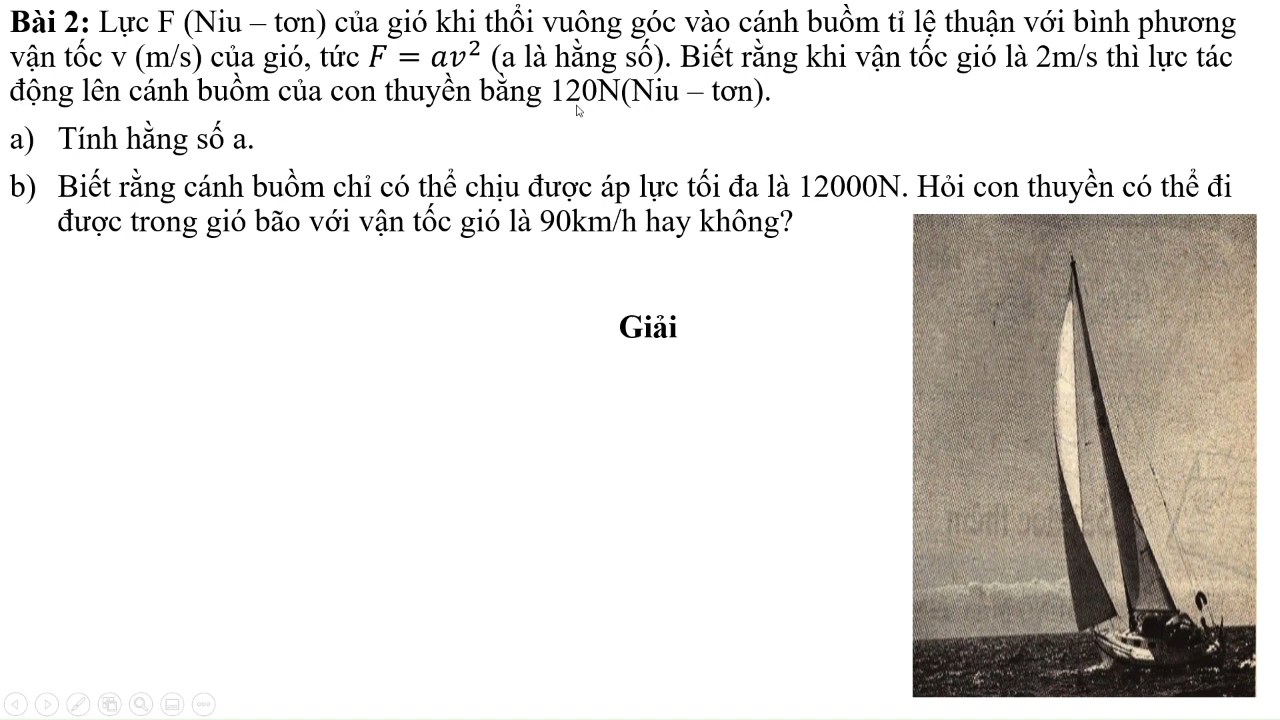 Bài 2: Lực F (Niu – tơn) của gió khi thổi vuông góc vào cánh buồm tỉ lệ thuận với bình phương
vận tốc v (m/s) của gió, tức F = av² (a là hằng số). Biết rằng khi vận tốc gió là 2m/s thì lực tác
động lên cánh buồm của con thuyền bằng 120N(Niu – tơn).
a) Tính hằng số a.
b) Biết rằng cánh buồm chỉ có thể chịu được áp lực tối đa là 12000N. Hỏi con thuyền có thể đi
được trong gió bão với vận tốc gió là 90km/h hay không?
Giải